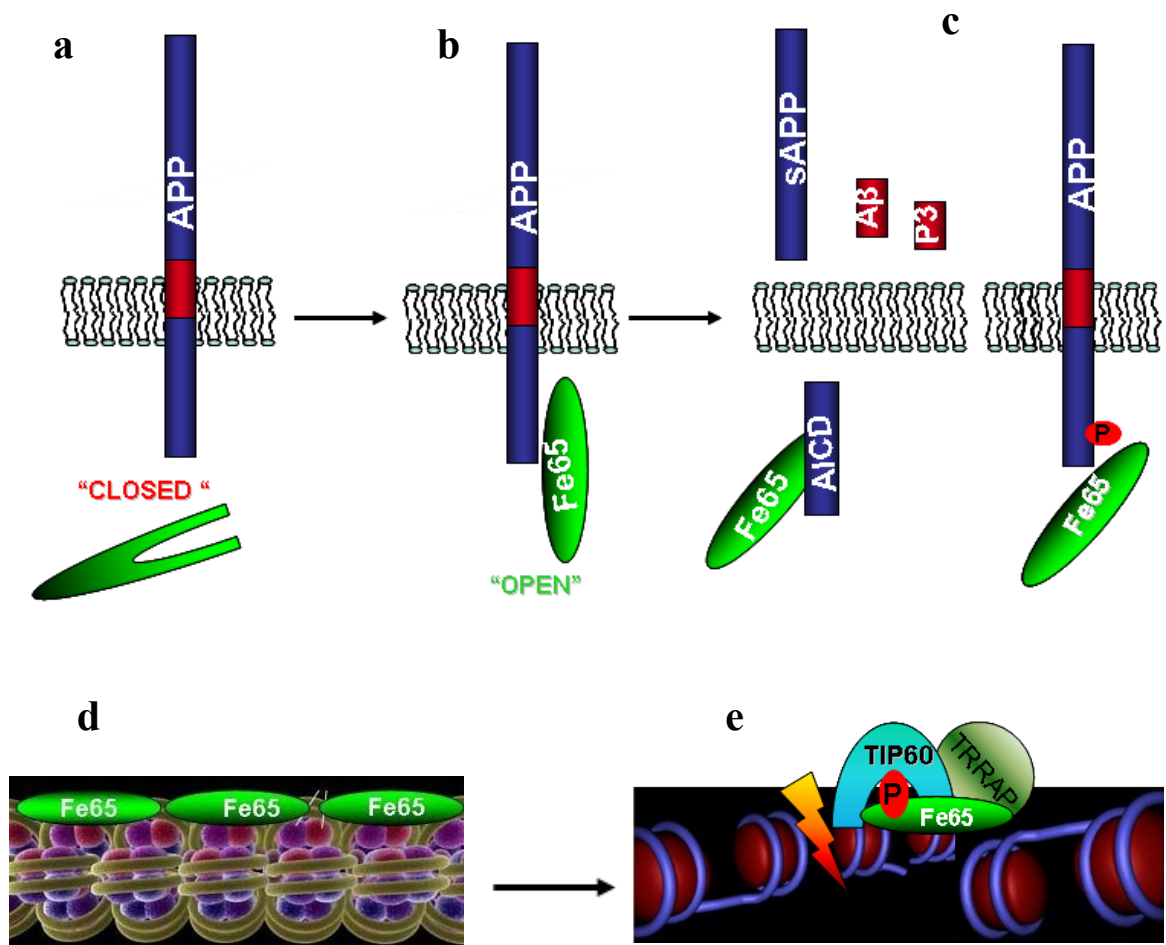 a
b
c
APP
APP
sAPP
Aβ
P3
APP
"CLOSED "
Fe65
"OPEN"
Fe65
AICD
P
Fe65
d
e
Fe65
Fe65
Fe65
TIP60
TRRAP
P
Fe65